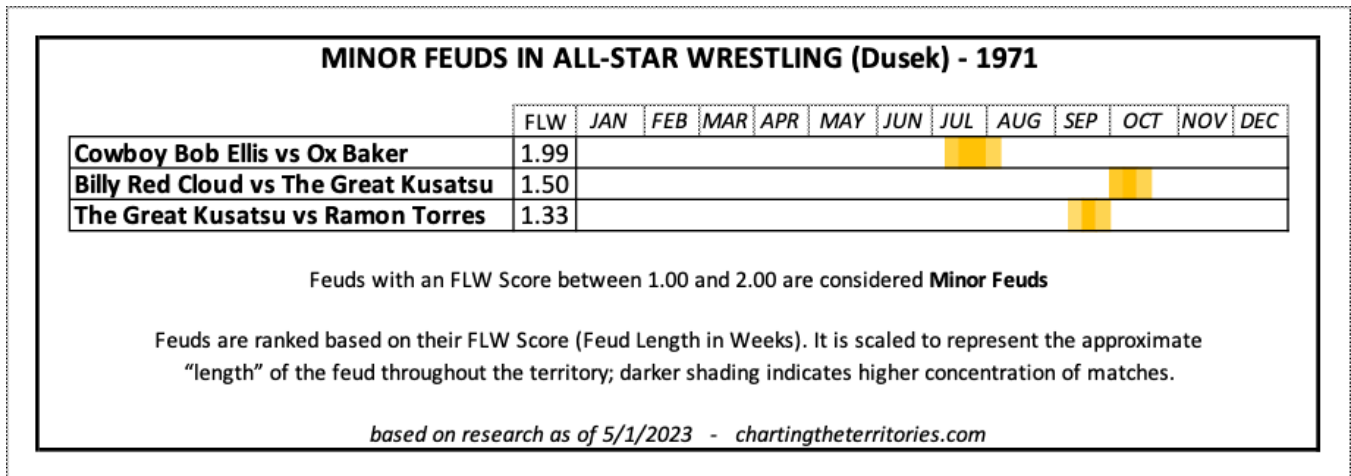 MINOR FEUDS IN ALL-STAR WRESTLING (Dusek) - 1971
FLW JAN FEB MAR APR MAY JUN JUL AUG SEP OCT NOV DEC
Cowboy Bob Ellis vs Ox Baker 1.99
Billy Red Cloud vs The Great Kusatsu 1.50
The Great Kusatsu vs Ramon Torres 1.33
Feuds with an FLW Score between 1.00 and 2.00 are considered Minor Feuds
Feuds are ranked based on their FLW Score (Feud Length in Weeks). It is scaled to represent the approximate
“length” of the feud throughout the territory; darker shading indicates higher concentration of matches.
based on research as of 5/1/2023 - chartingtheterritories.com